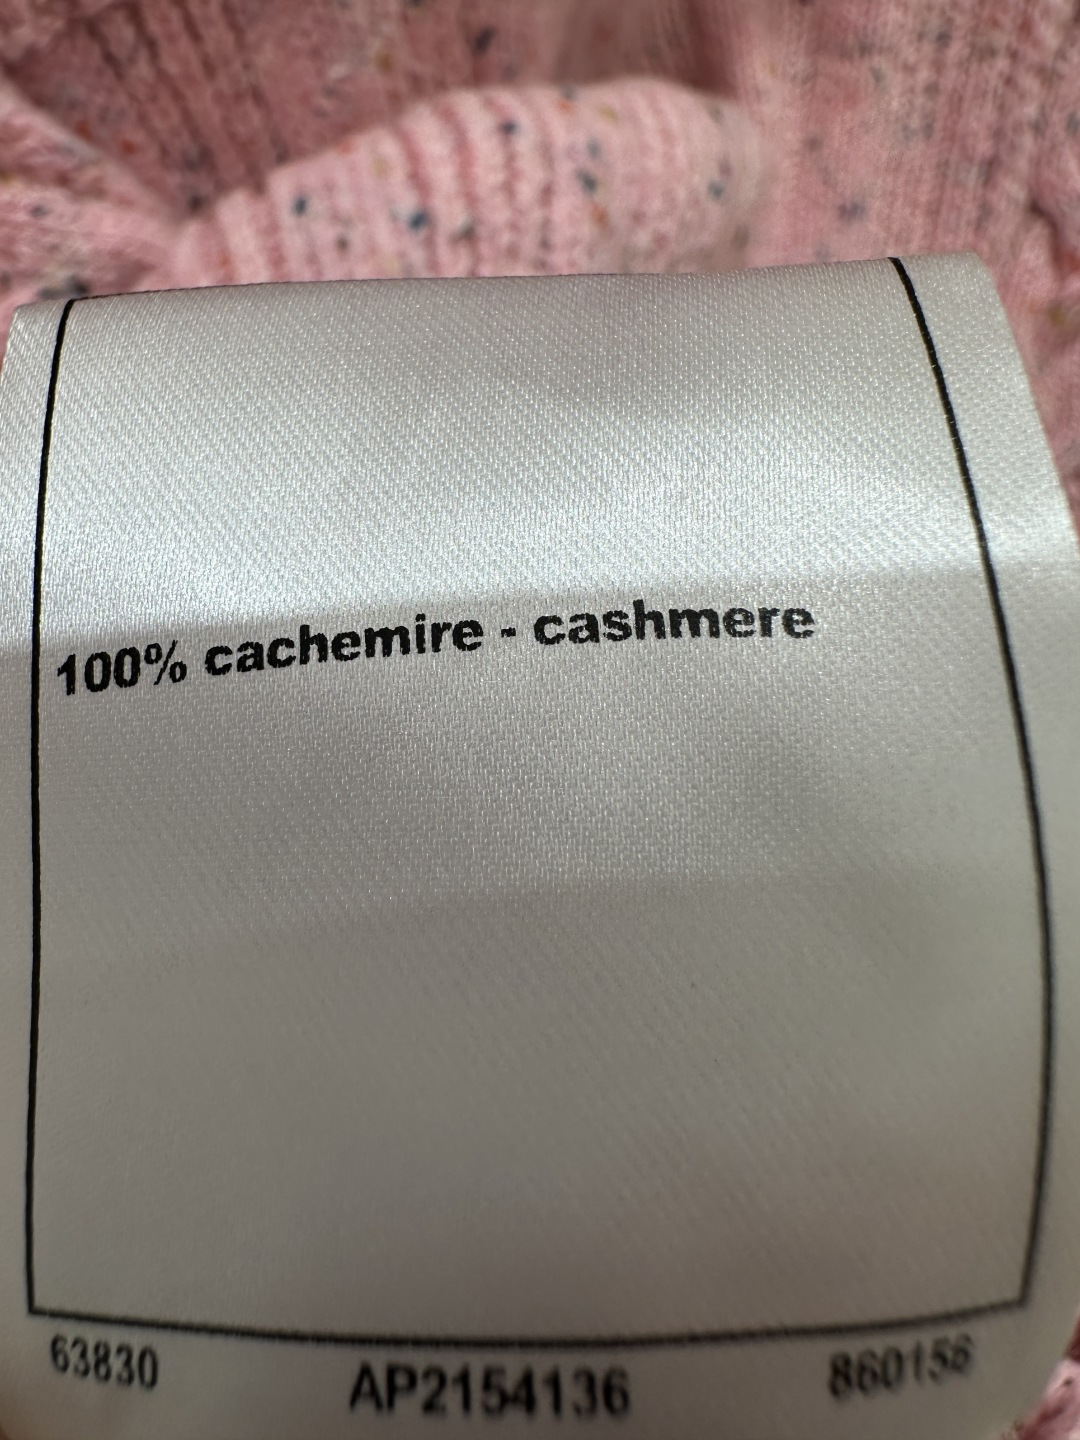 100% cachemire - cashmere
63830 AP2154136 860156